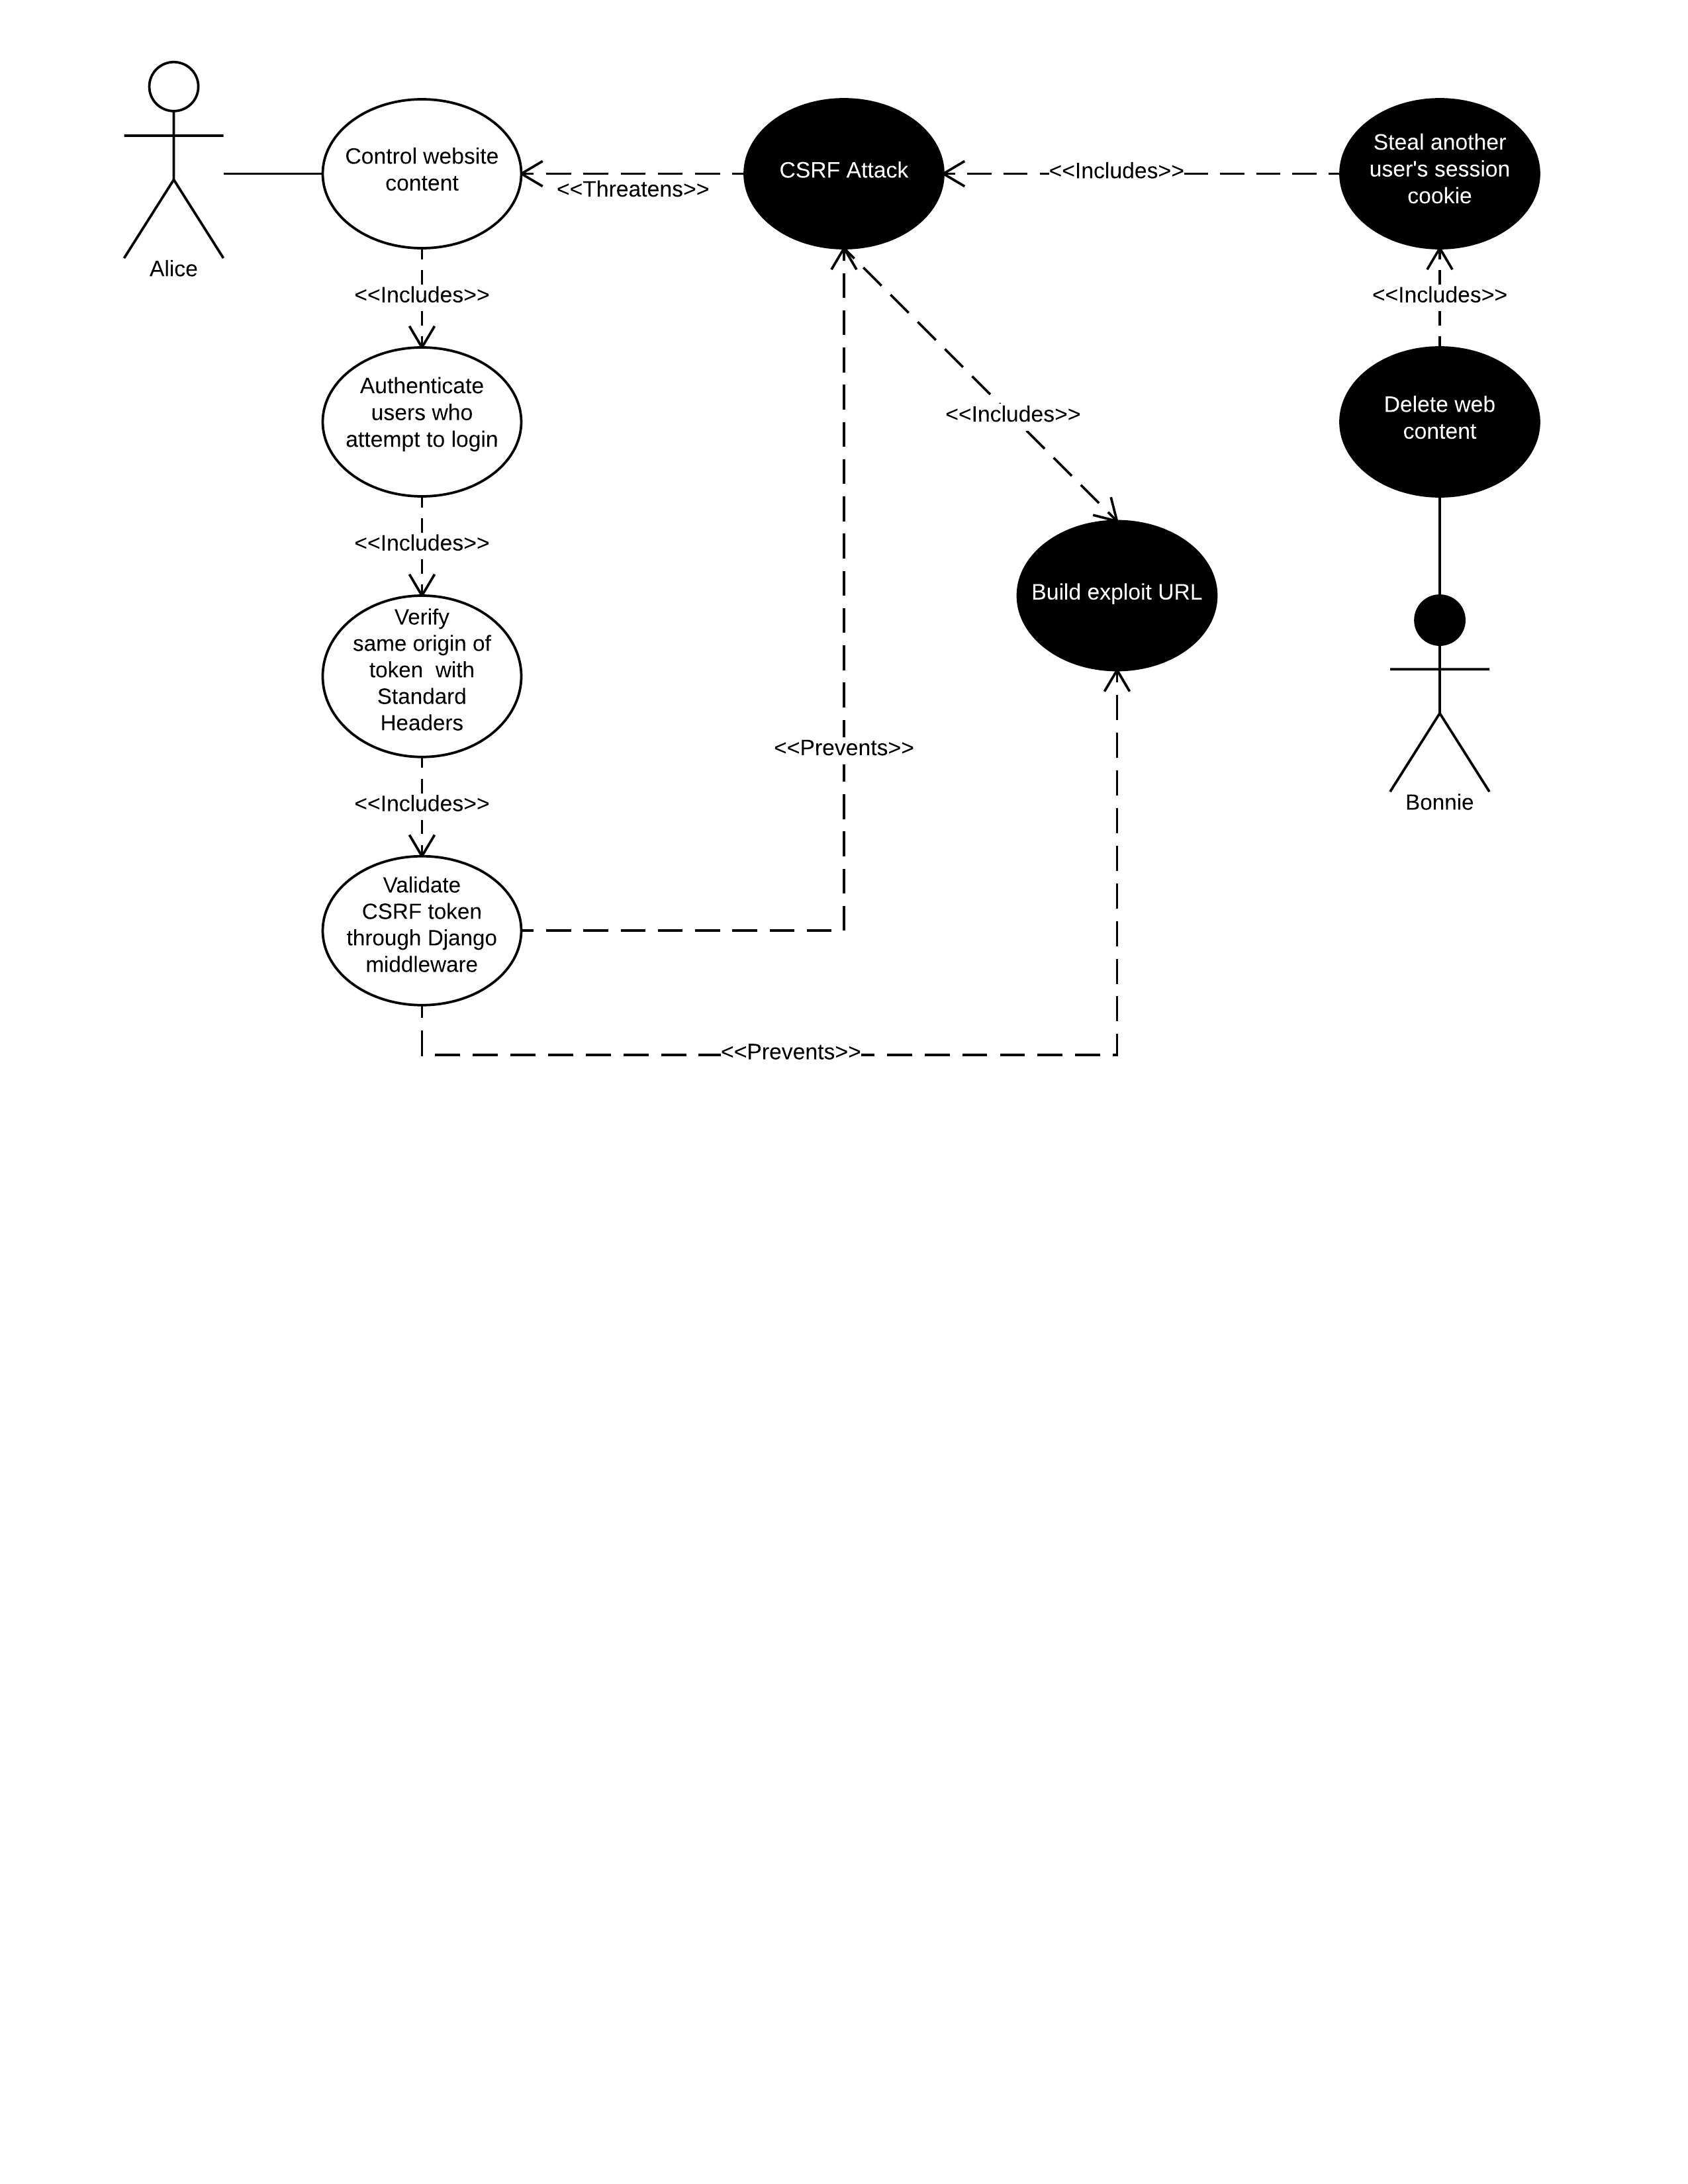 Control website
content
<<Threatens>>
CSRF Attack
<<Includes>>
Steal another
user's session
cookie
Alice
<<Includes>>
<<Includes>>
Authenticate
users who
attempt to login
<<Includes>>
Delete web
content
<<Includes>>
Verify
same origin of
token  with
Standard
Headers
Build exploit URL
<<Prevents>>
<<Includes>>
Bonnie
Validate
CSRF token
through Django
middleware
<<Prevents>>